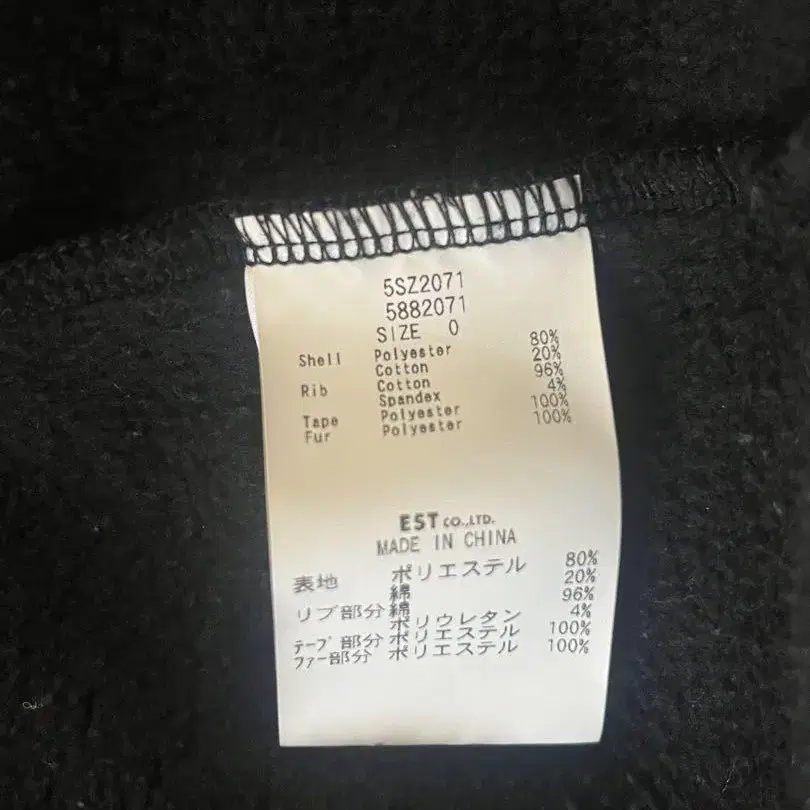 5SZ2071
5882071
SIZE 0
Shell Polyester 80%
Cotton 20%
Rib Cotton 96%
Spandex 4%
Tape Polyester 100%
Fur Polyester 100%
EST CO.,LTD.
MADE IN CHINA
表地 ポリエステル 80%
綿 20%
リブ部分 綿 96%
ポリウレタン 4%
テープ部分 ポリエステル 100%
ファー部分 ポリエステル 100%